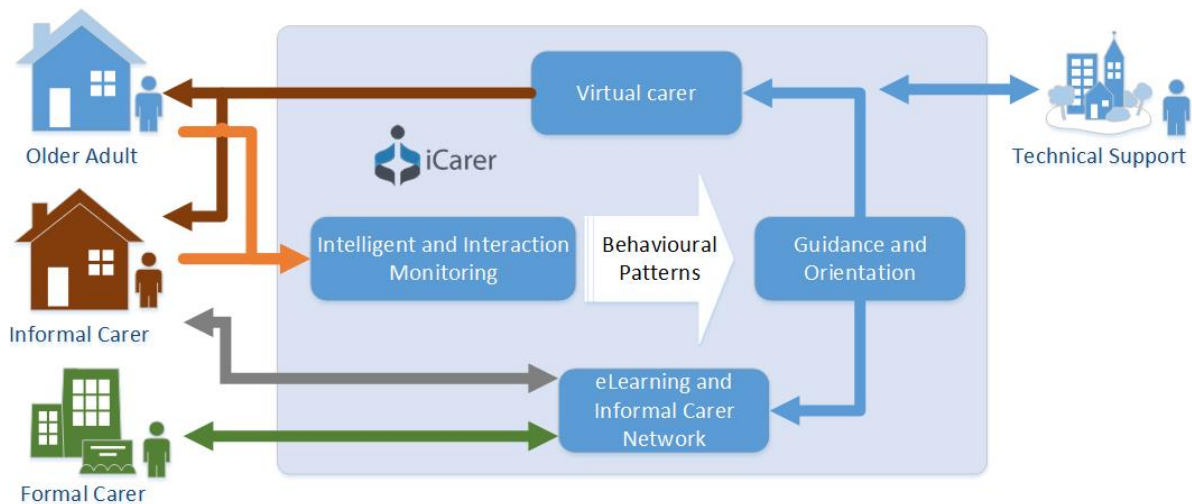 Virtual carer
Older Adult
iCarer
Technical Support
Intelligent and Interaction
Monitoring
Behavioural
Patterns
Guidance and
Orientation
Informal Carer
eLearning and
Informal Carer
Network
Formal Carer